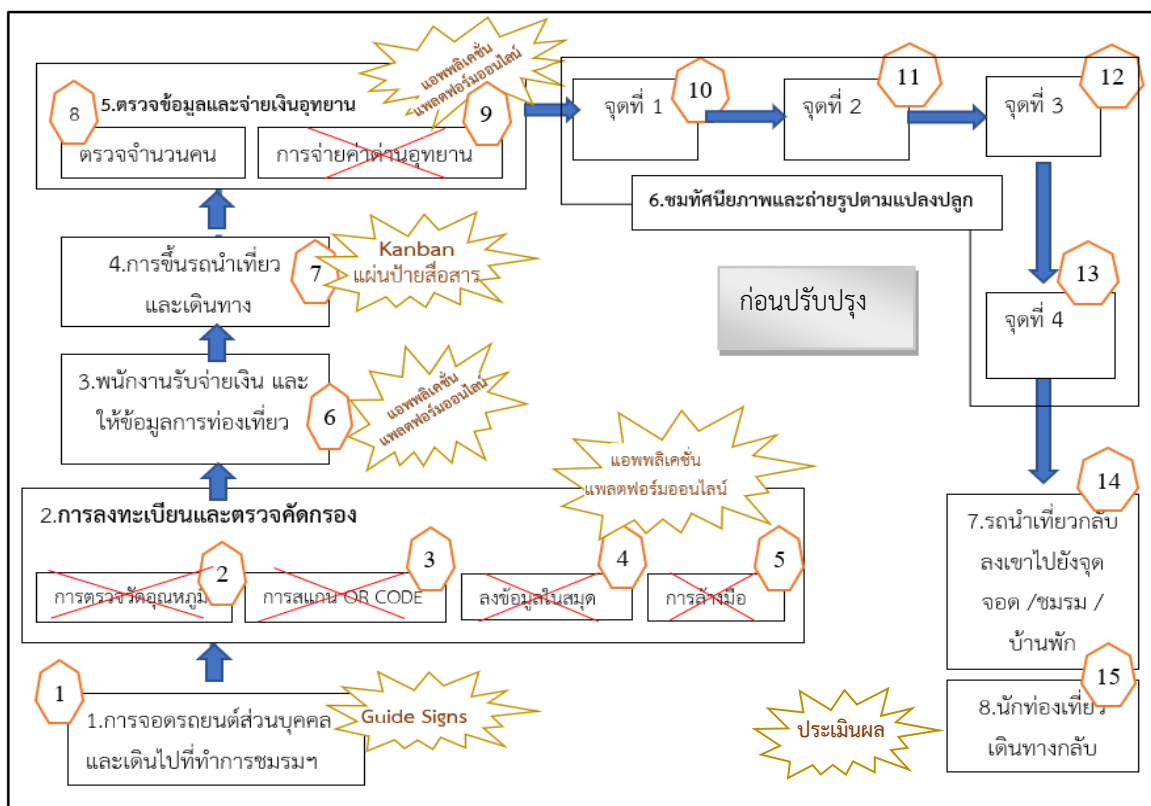 แอพพลิเคชั่น
แพลตฟอร์มออนไลน์
8
5.ตรวจข้อมูลและจ่ายเงินอุทยาน
9
ตรวจจำนวนคน
การจ่ายค่าด่านอุทยาน
10
จุดที่ 1
11
จุดที่ 2
12
จุดที่ 3
6.ชมทัศนียภาพและถ่ายรูปตามแปลงปลูก
4.การขึ้นรถนำเที่ยว
และเดินทาง
7
Kanban
แผ่นป้ายสื่อสาร
13
จุดที่ 4
ก่อนปรับปรุง
3.พนักงานรับจ่ายเงิน และ
ให้ข้อมูลการท่องเที่ยว
6
แอพพลิเคชั่น
แพลตฟอร์มออนไลน์
แอพพลิเคชั่น
แพลตฟอร์มออนไลน์
2.การลงทะเบียนและตรวจคัดกรอง
2
3
4
5
การตรวจวัดอุณหภูมิ
การสแกน QR CODE
ลงข้อมูลในสมุด
การล้างมือ
14
7.รถนำเที่ยวกลับ
ลงเขาไปยังจุด
จอด /ชมรม /
บ้านพัก
1
1.การจอดรถยนต์ส่วนบุคคล
และเดินไปที่ทำการชมรมฯ
Guide Signs
ประเมินผล
15
8.นักท่องเที่ยว
เดินทางกลับ